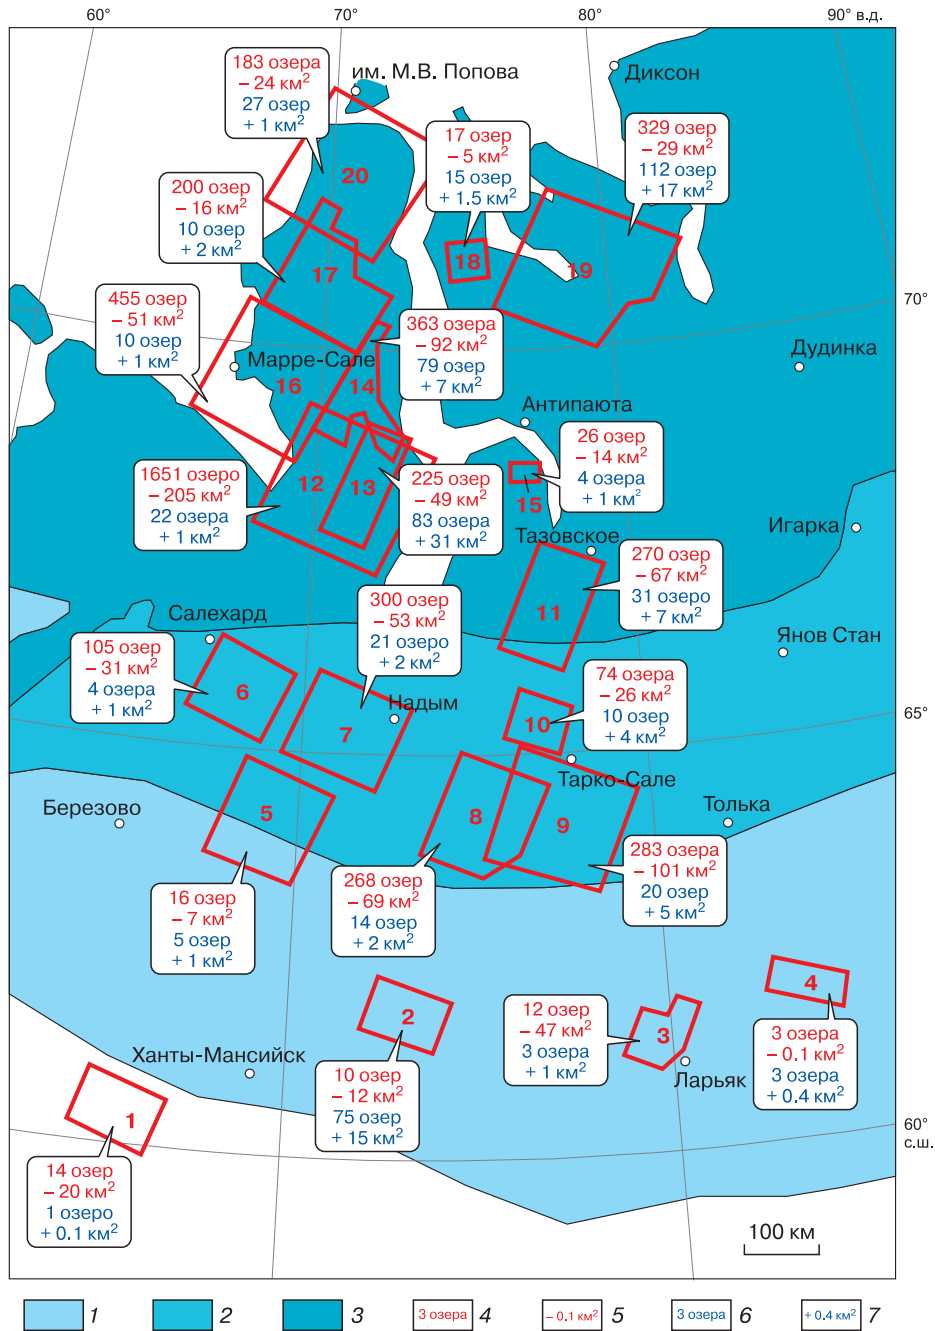 60°
70°
80°
90° в.д.
183 озера
– 24 км²
27 озер
+ 1 км²
им. М.В. Попова
Диксон
17 озер
– 5 км²
15 озер
+ 1.5 км²
329 озер
– 29 км²
112 озер
+ 17 км²
20
200 озер
– 16 км²
10 озер
+ 2 км²
18
19
17
70°
455 озер
– 51 км²
10 озер
+ 1 км²
363 озера
– 92 км²
79 озер
+ 7 км²
Марре-Сале
16
14
Дудинка
Антипаюта
26 озер
– 14 км²
4 озера
+ 1 км²
1651 озеро
– 205 км²
22 озера
+ 1 км²
12
13
225 озер
– 49 км²
83 озера
+ 31 км²
15
Игарка
Тазовское
270 озер
– 67 км²
31 озеро
+ 7 км²
11
300 озер
– 53 км²
21 озеро
+ 2 км²
Салехард
Янов Стан
105 озер
– 31 км²
4 озера
+ 1 км²
6
74 озера
– 26 км²
10 озер
+ 4 км²
Надым
7
10
65°
Тарко-Сале
Березово
5
8
9
Толька
283 озера
– 101 км²
20 озер
+ 5 км²
268 озер
– 69 км²
14 озер
+ 2 км²
16 озер
– 7 км²
5 озер
+ 1 км²
4
2
12 озер
– 47 км²
3 озера
+ 1 км²
3
3 озера
– 0.1 км²
3 озера
+ 0.4 км²
Ханты-Мансийск
Ларьяк
10 озер
– 12 км²
75 озер
+ 15 км²
1
60°
с.ш.
14 озер
– 20 км²
1 озеро
+ 0.1 км²
100 км
1
2
3
3 озера 4
– 0.1 км² 5
3 озера 6
+ 0.4 км² 7